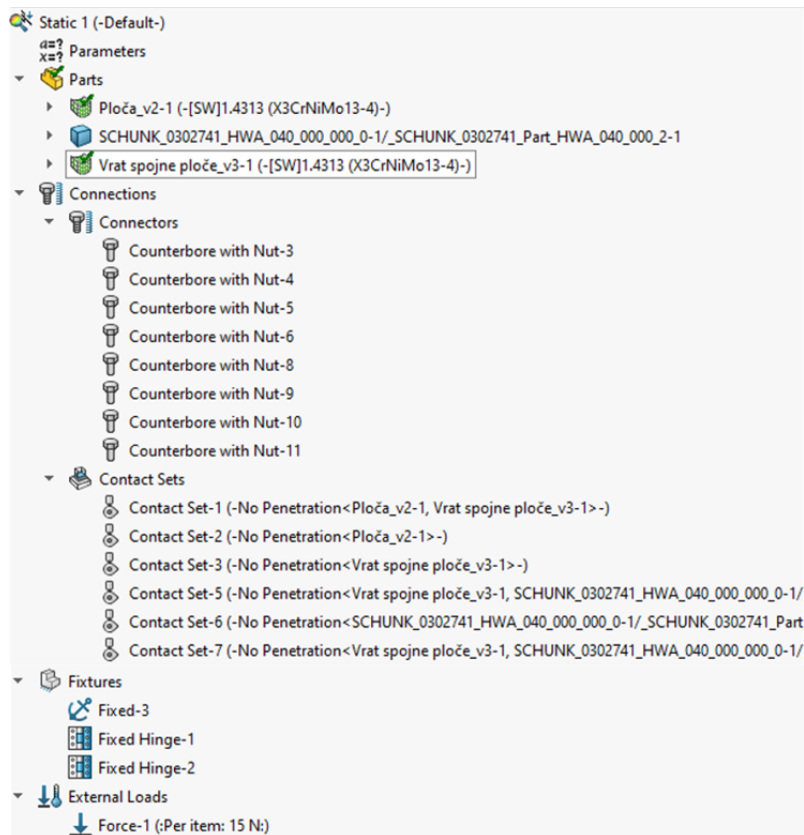 Static 1 (-Default-)
a=?
x=? Parameters
Parts
Ploča_v2-1 (-[SW]1.4313 (X3CrNiMo13-4)-)
SCHUNK_0302741_HWA_040_000_000_0-1/_SCHUNK_0302741_Part_HWA_040_000_2-1
Vrat spojne ploče_v3-1 (-[SW]1.4313 (X3CrNiMo13-4)-)
Connections
Connectors
Counterbore with Nut-3
Counterbore with Nut-4
Counterbore with Nut-5
Counterbore with Nut-6
Counterbore with Nut-8
Counterbore with Nut-9
Counterbore with Nut-10
Counterbore with Nut-11
Contact Sets
Contact Set-1 (-No Penetration<Ploča_v2-1, Vrat spojne ploče_v3-1>-)
Contact Set-2 (-No Penetration<Ploča_v2-1>-)
Contact Set-3 (-No Penetration<Vrat spojne ploče_v3-1>-)
Contact Set-5 (-No Penetration<Vrat spojne ploče_v3-1, SCHUNK_0302741_HWA_040_000_000_0-1/
Contact Set-6 (-No Penetration<SCHUNK_0302741_HWA_040_000_000_0-1/_SCHUNK_0302741_Part
Contact Set-7 (-No Penetration<Vrat spojne ploče_v3-1, SCHUNK_0302741_HWA_040_000_000_0-1/
Fixtures
Fixed-3
Fixed Hinge-1
Fixed Hinge-2
External Loads
Force-1 (:Per item: 15 N:)